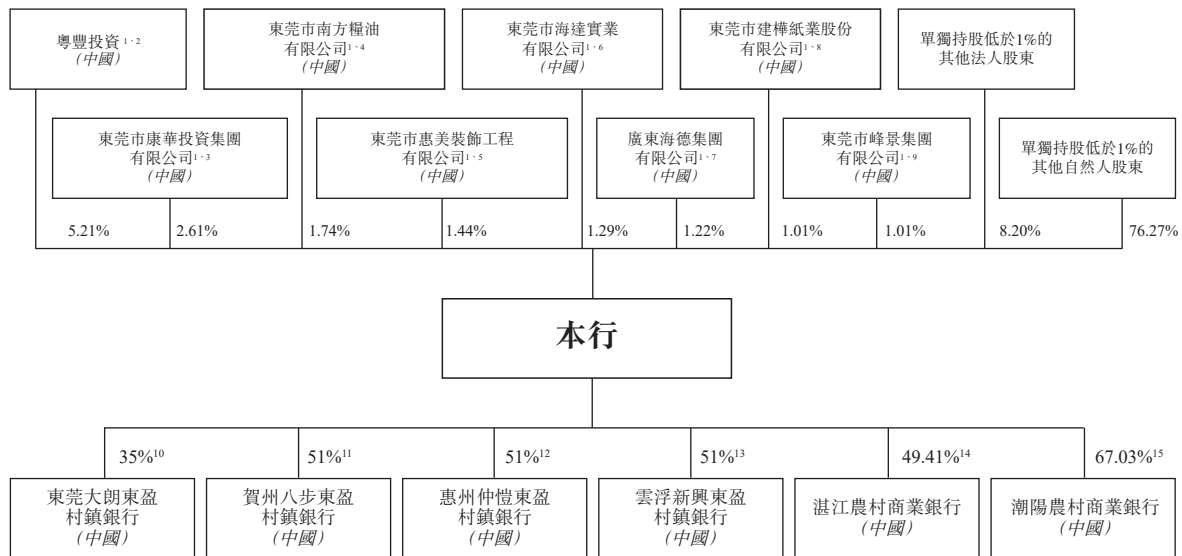 粵豐投資1、2
(中國)
東莞市南方糧油
有限公司1、4
(中國)
東莞市海達實業
有限公司1、6
(中國)
東莞市建樺紙業股份
有限公司1、8
(中國)
單獨持股低於1%的
其他法人股東
東莞市康華投資集團
有限公司1、3
(中國)
東莞市惠美裝飾工程
有限公司1、5
(中國)
廣東海德集團
有限公司1、7
(中國)
東莞市峰景集團
有限公司1、9
(中國)
單獨持股低於1%的
其他自然人股東
5.21%
2.61%
1.74%
1.44%
1.29%
1.22%
1.01%
1.01%
8.20%
76.27%
本行
35%10
51%11
51%12
51%13
49.41%14
67.03%15
東莞大朗東盈
村鎮銀行
(中國)
賀州八步東盈
村鎮銀行
(中國)
惠州仲愷東盈
村鎮銀行
(中國)
雲浮新興東盈
村鎮銀行
(中國)
湛江農村商業銀行
(中國)
潮陽農村商業銀行
(中國)